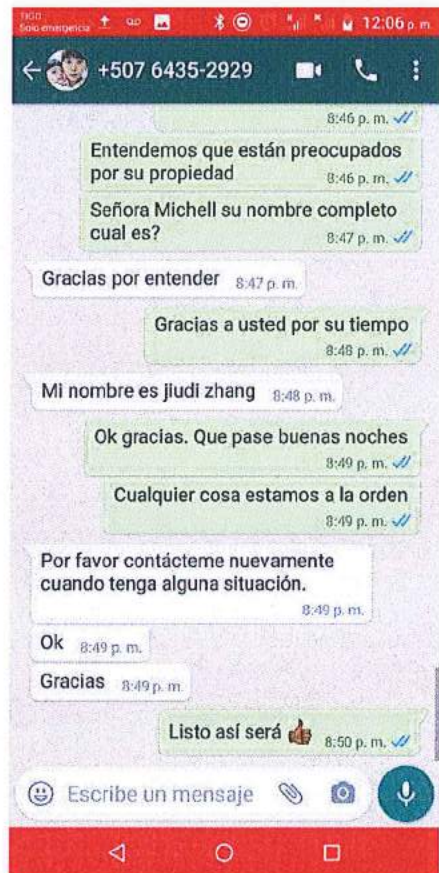 TIGO
Solo emergencia
12:06 p. m.
+507 6435-2929
8:46 p. m.
Entendemos que están preocupados
por su propiedad
8:46 p. m.
Señora Michell su nombre completo
cual es?
8:47 p. m.
Gracias por entender
8:47 p. m.
Gracias a usted por su tiempo
8:48 p. m.
Mi nombre es jiudi zhang
8:48 p. m.
Ok gracias. Que pase buenas noches
8:49 p. m.
Cualquier cosa estamos a la orden
8:49 p. m.
Por favor contácteme nuevamente
cuando tenga alguna situación.
8:49 p. m.
Ok
8:49 p. m.
Gracias
8:49 p. m.
Listo así será
8:50 p. m.
Escribe un mensaje